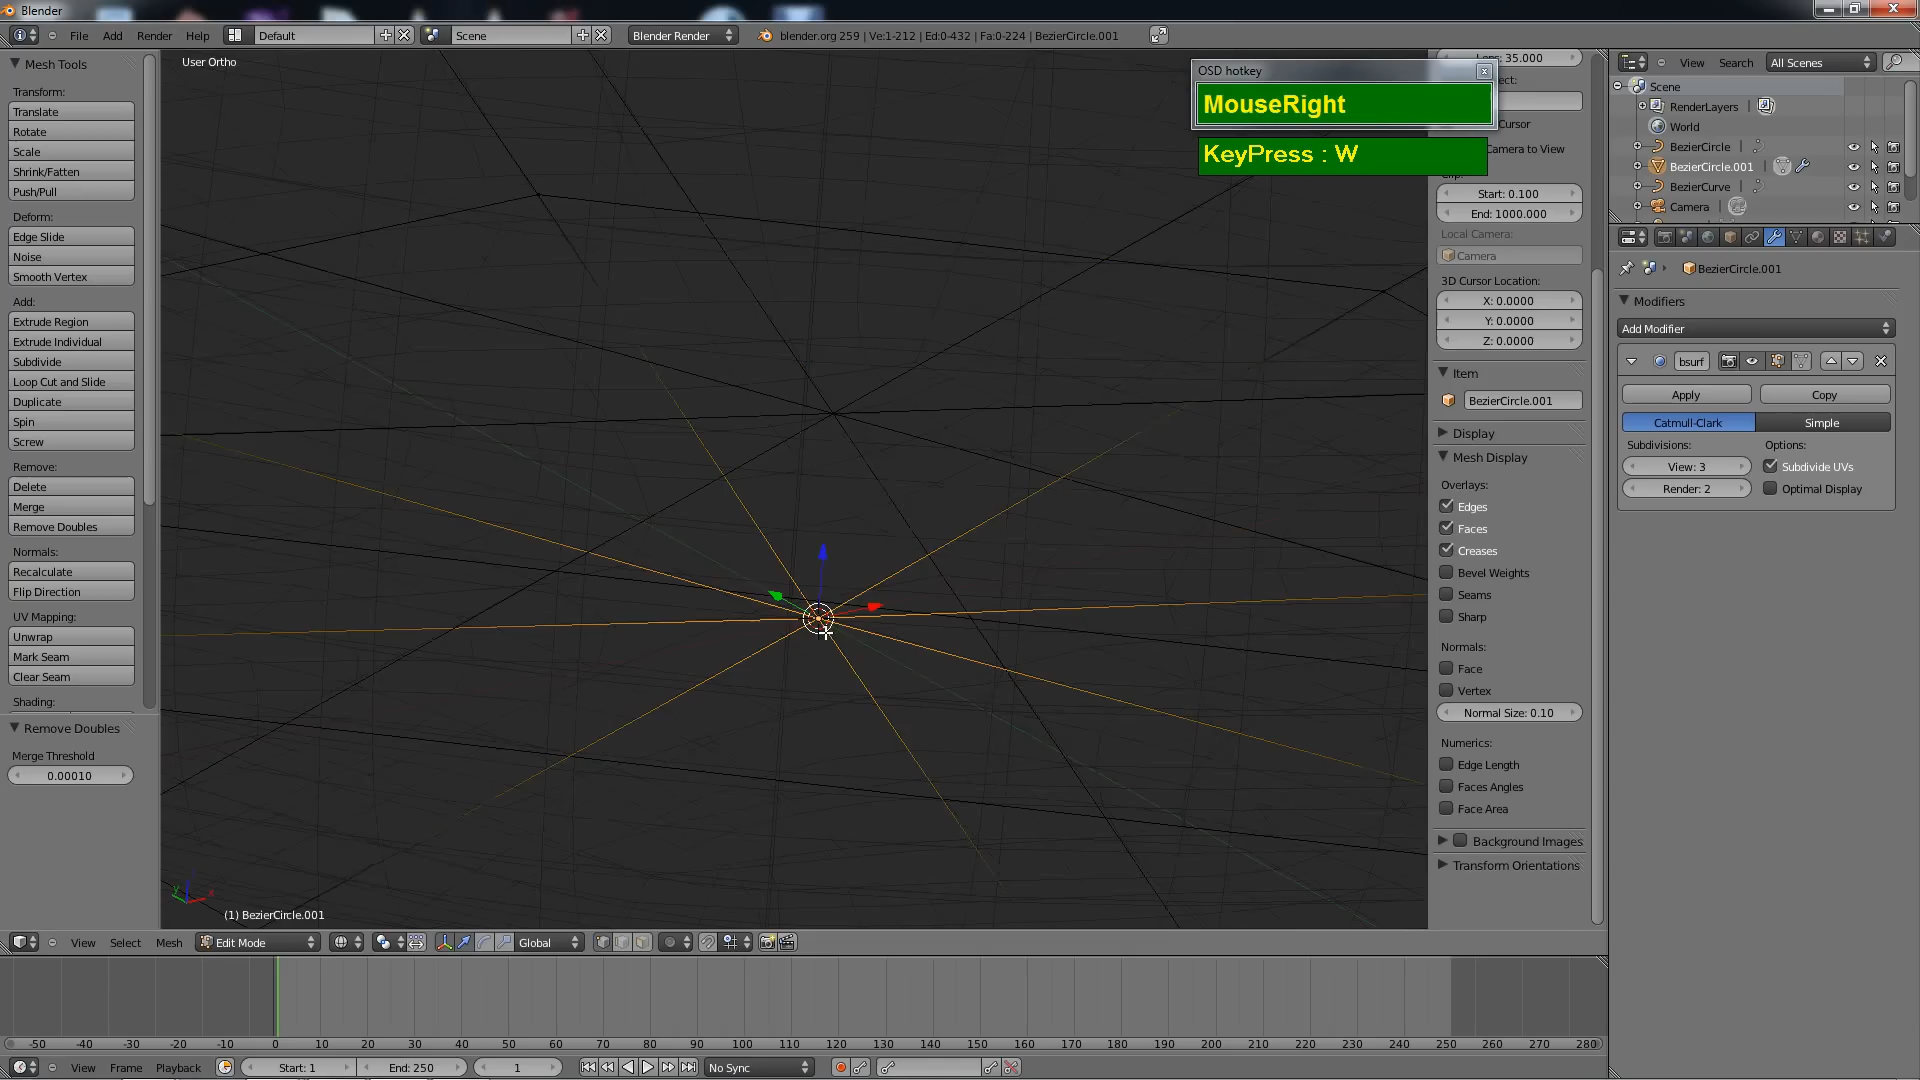 Blender
File Add Render Help Default Scene Blender Render blender.org 259 | Ve:1-212 | Ed:0-432 | Fa:0-224 | BezierCircle.001
Mesh Tools
Transform:
Translate
Rotate
Scale
Shrink/Fatten
Push/Pull
Deform:
Edge Slide
Noise
Smooth Vertex
Add:
Extrude Region
Extrude Individual
Subdivide
Loop Cut and Slide
Duplicate
Spin
Screw
Remove:
Delete
Merge
Remove Doubles
Normals:
Recalculate
Flip Direction
UV Mapping:
Unwrap
Mark Seam
Clear Seam
Shading:
Remove Doubles
Merge Threshold
0.00010
User Ortho
OSD hotkey
MouseRight
KeyPress : W
(1) BezierCircle.001
y x
Lens: 35.000
Cursor
Camera to View
Start: 0.100
End: 1000.000
Local Camera:
Camera
3D Cursor Location:
X: 0.0000
Y: 0.0000
Z: 0.0000
Item
BezierCircle.001
Display
Mesh Display
Overlays:
Edges
Faces
Creases
Bevel Weights
Seams
Sharp
Normals:
Face
Vertex
Normal Size: 0.10
Numerics:
Edge Length
Faces Angles
Face Area
Background Images
Transform Orientations
View Search All Scenes
Scene
RenderLayers
World
BezierCircle
BezierCircle.001
BezierCurve
Camera
BezierCircle.001
Modifiers
Add Modifier
bsurf
Apply Copy
Catmull-Clark Simple
Subdivisions: Options:
View: 3 Subdivide UVs
Render: 2 Optimal Display
View Select Mesh Edit Mode Global
-50 -40 -30 -20 -10 0 10 20 30 40 50 60 70 80 90 100 110 120 130 140 150 160 170 180 190 200 210 220 230 240 250 260 270 280
View Frame Playback Start: 1 End: 250 1 No Sync